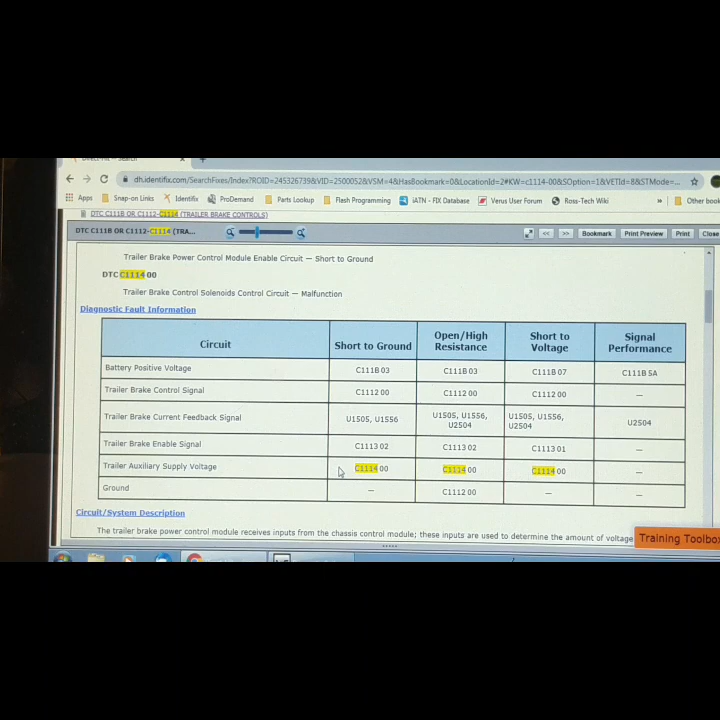 dh.identifix.com/SearchFixes/Index?ROID=245326739&VID=2500052&VSM=4&HasBookmark=0&LocationId=2#KW=c1114-00&SOption=1&VETId=8&STMode=...
Apps Snap-on Links Identifix ProDemand Parts Lookup Flash Programming iATN - FIX Database Verus User Forum Ross-Tech Wiki » Other book
DTC C111B OR C1112-C1114 (TRAILER BRAKE CONTROLS)
DTC C111B OR C1112-C1114 (TRA... << >> Bookmark Print Preview Print Close
Trailer Brake Power Control Module Enable Circuit — Short to Ground
DTC C1114 00
Trailer Brake Control Solenoids Control Circuit — Malfunction
Diagnostic Fault Information
Circuit Short to Ground Open/High Resistance Short to Voltage Signal Performance
Battery Positive Voltage C111B 03 C111B 03 C111B 07 C111B 5A
Trailer Brake Control Signal C1112 00 C1112 00 C1112 00 —
Trailer Brake Current Feedback Signal U1505, U1556 U1505, U1556, U2504 U1505, U1556, U2504 U2504
Trailer Brake Enable Signal C1113 02 C1113 02 C1113 01 —
Trailer Auxiliary Supply Voltage C1114 00 C1114 00 C1114 00 —
Ground — C1112 00 — —
Circuit/System Description
The trailer brake power control module receives inputs from the chassis control module; these inputs are used to determine the amount of voltage
Training Toolbox